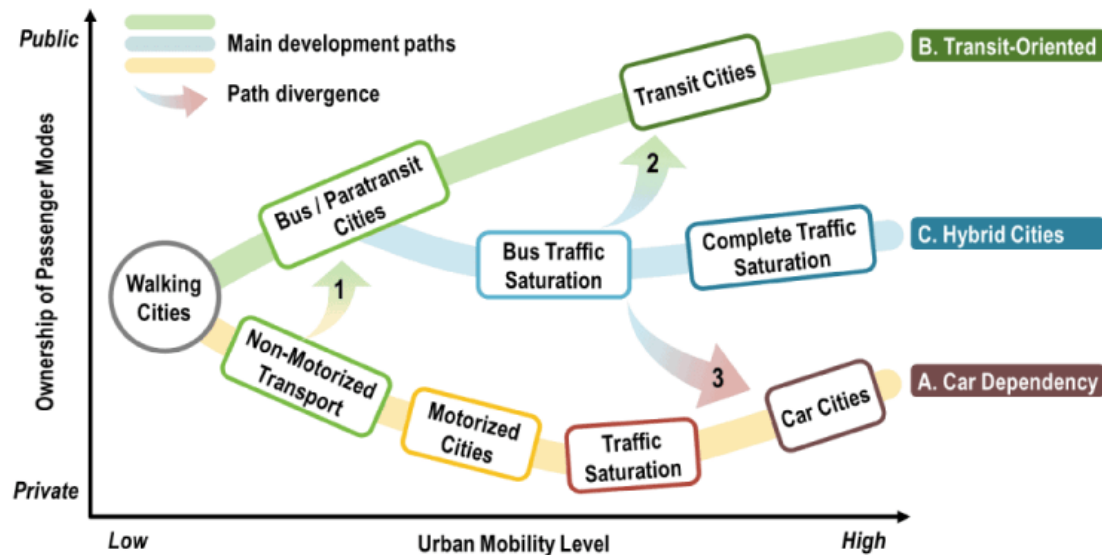 Public
Main development paths
Path divergence
Ownership of Passenger Modes
Private
Low
Urban Mobility Level
High
Walking
Cities
Bus / Paratransit
Cities
Transit Cities
B. Transit-Oriented
1
2
Bus Traffic
Saturation
Complete Traffic
Saturation
C. Hybrid Cities
3
Non-Motorized
Transport
Motorized
Cities
Traffic
Saturation
Car Cities
A. Car Dependency